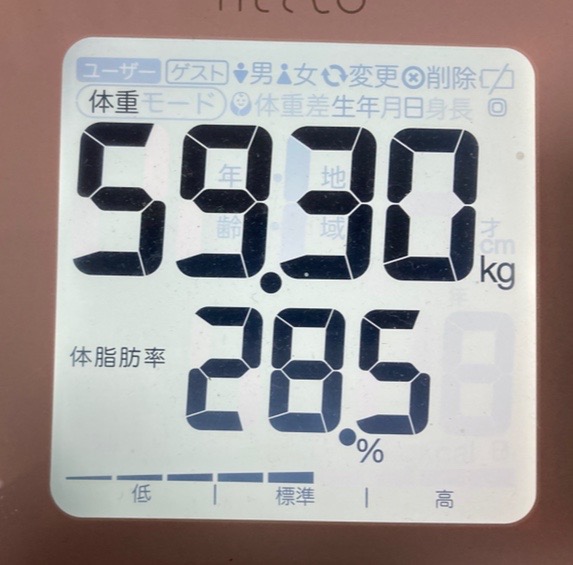 ユーザー ゲスト 男 女 変更 削除
体重モード 体重差 生年月日 身長
年 地
齢 域
59.30 kg
才
cm
体脂肪率 28.5 %
低 標準 高